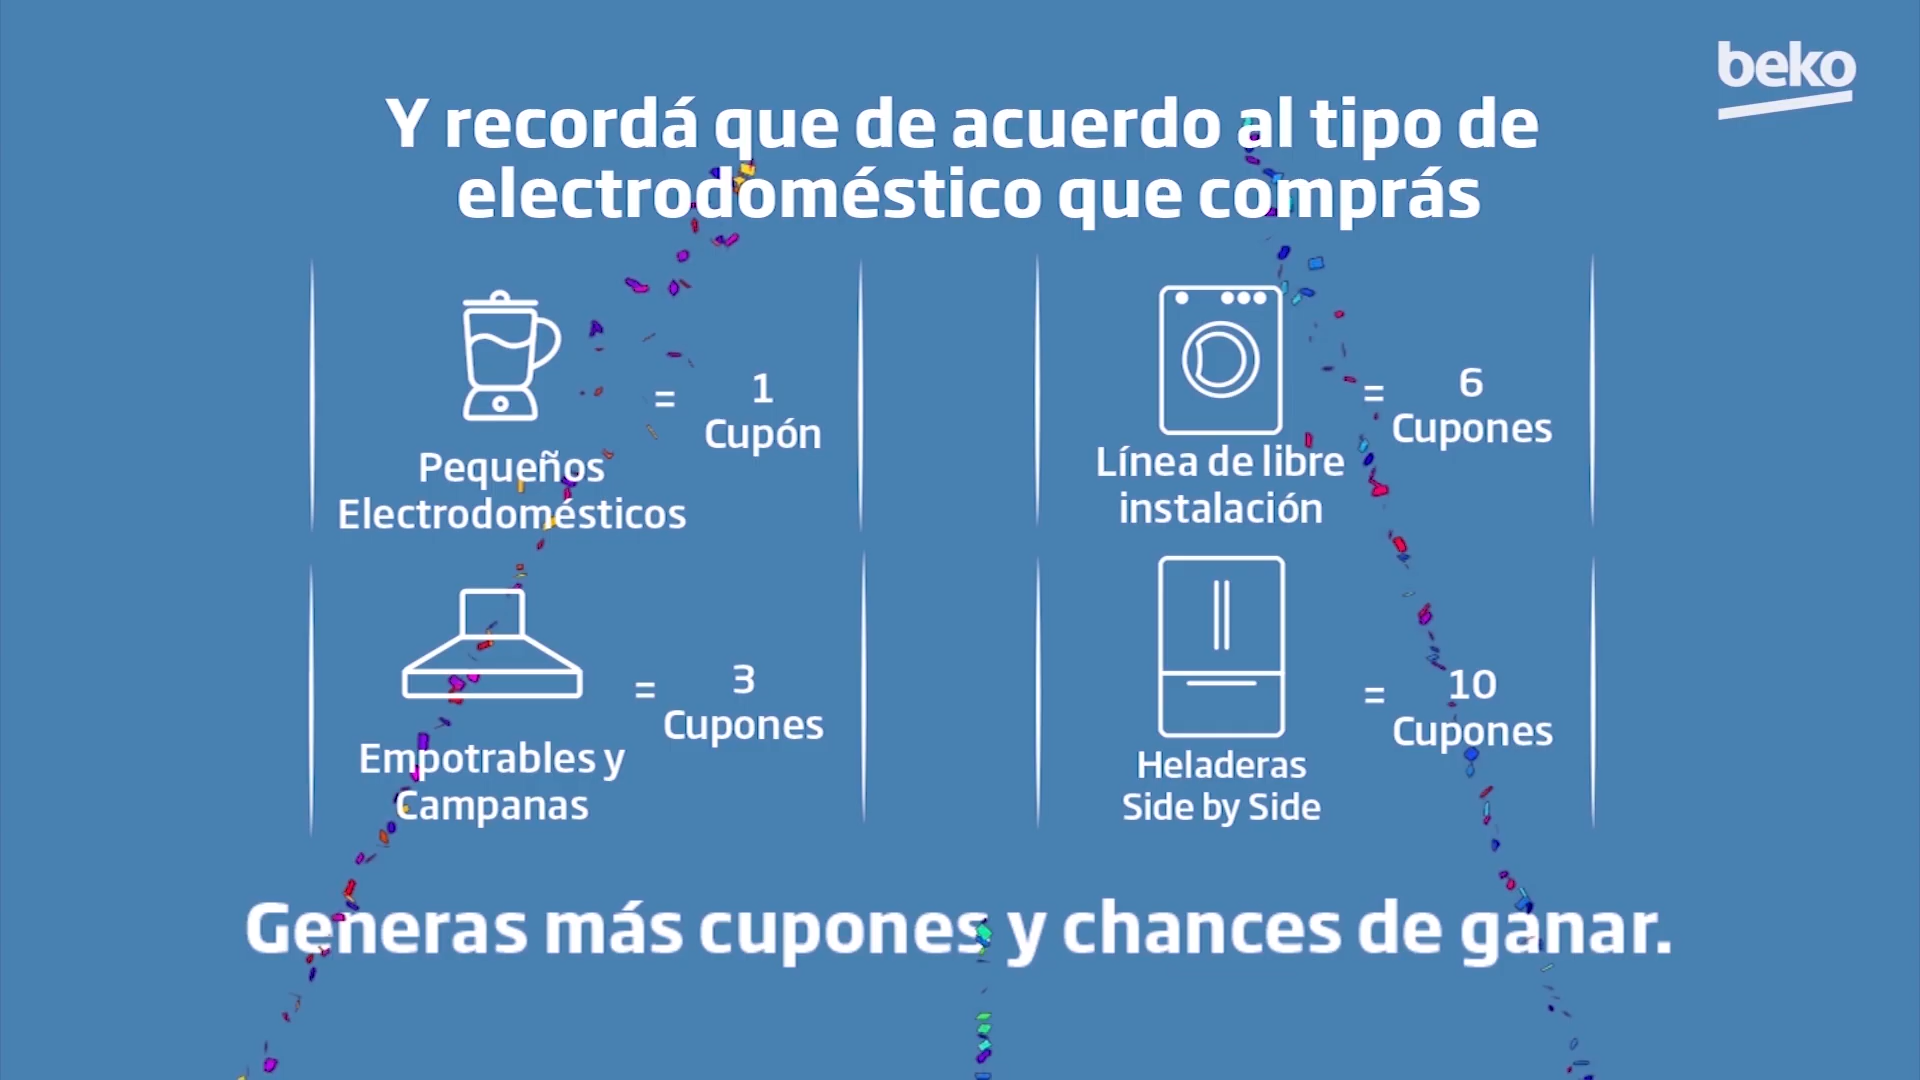 beko
Y recordá que de acuerdo al tipo de
electrodoméstico que comprás
=
1
Cupón
Pequeños
Electrodomésticos
=
6
Cupones
Línea de libre
instalación
=
3
Cupones
Empotrables y
Campanas
=
10
Cupones
Heladeras
Side by Side
Generas más cupones y chances de ganar.